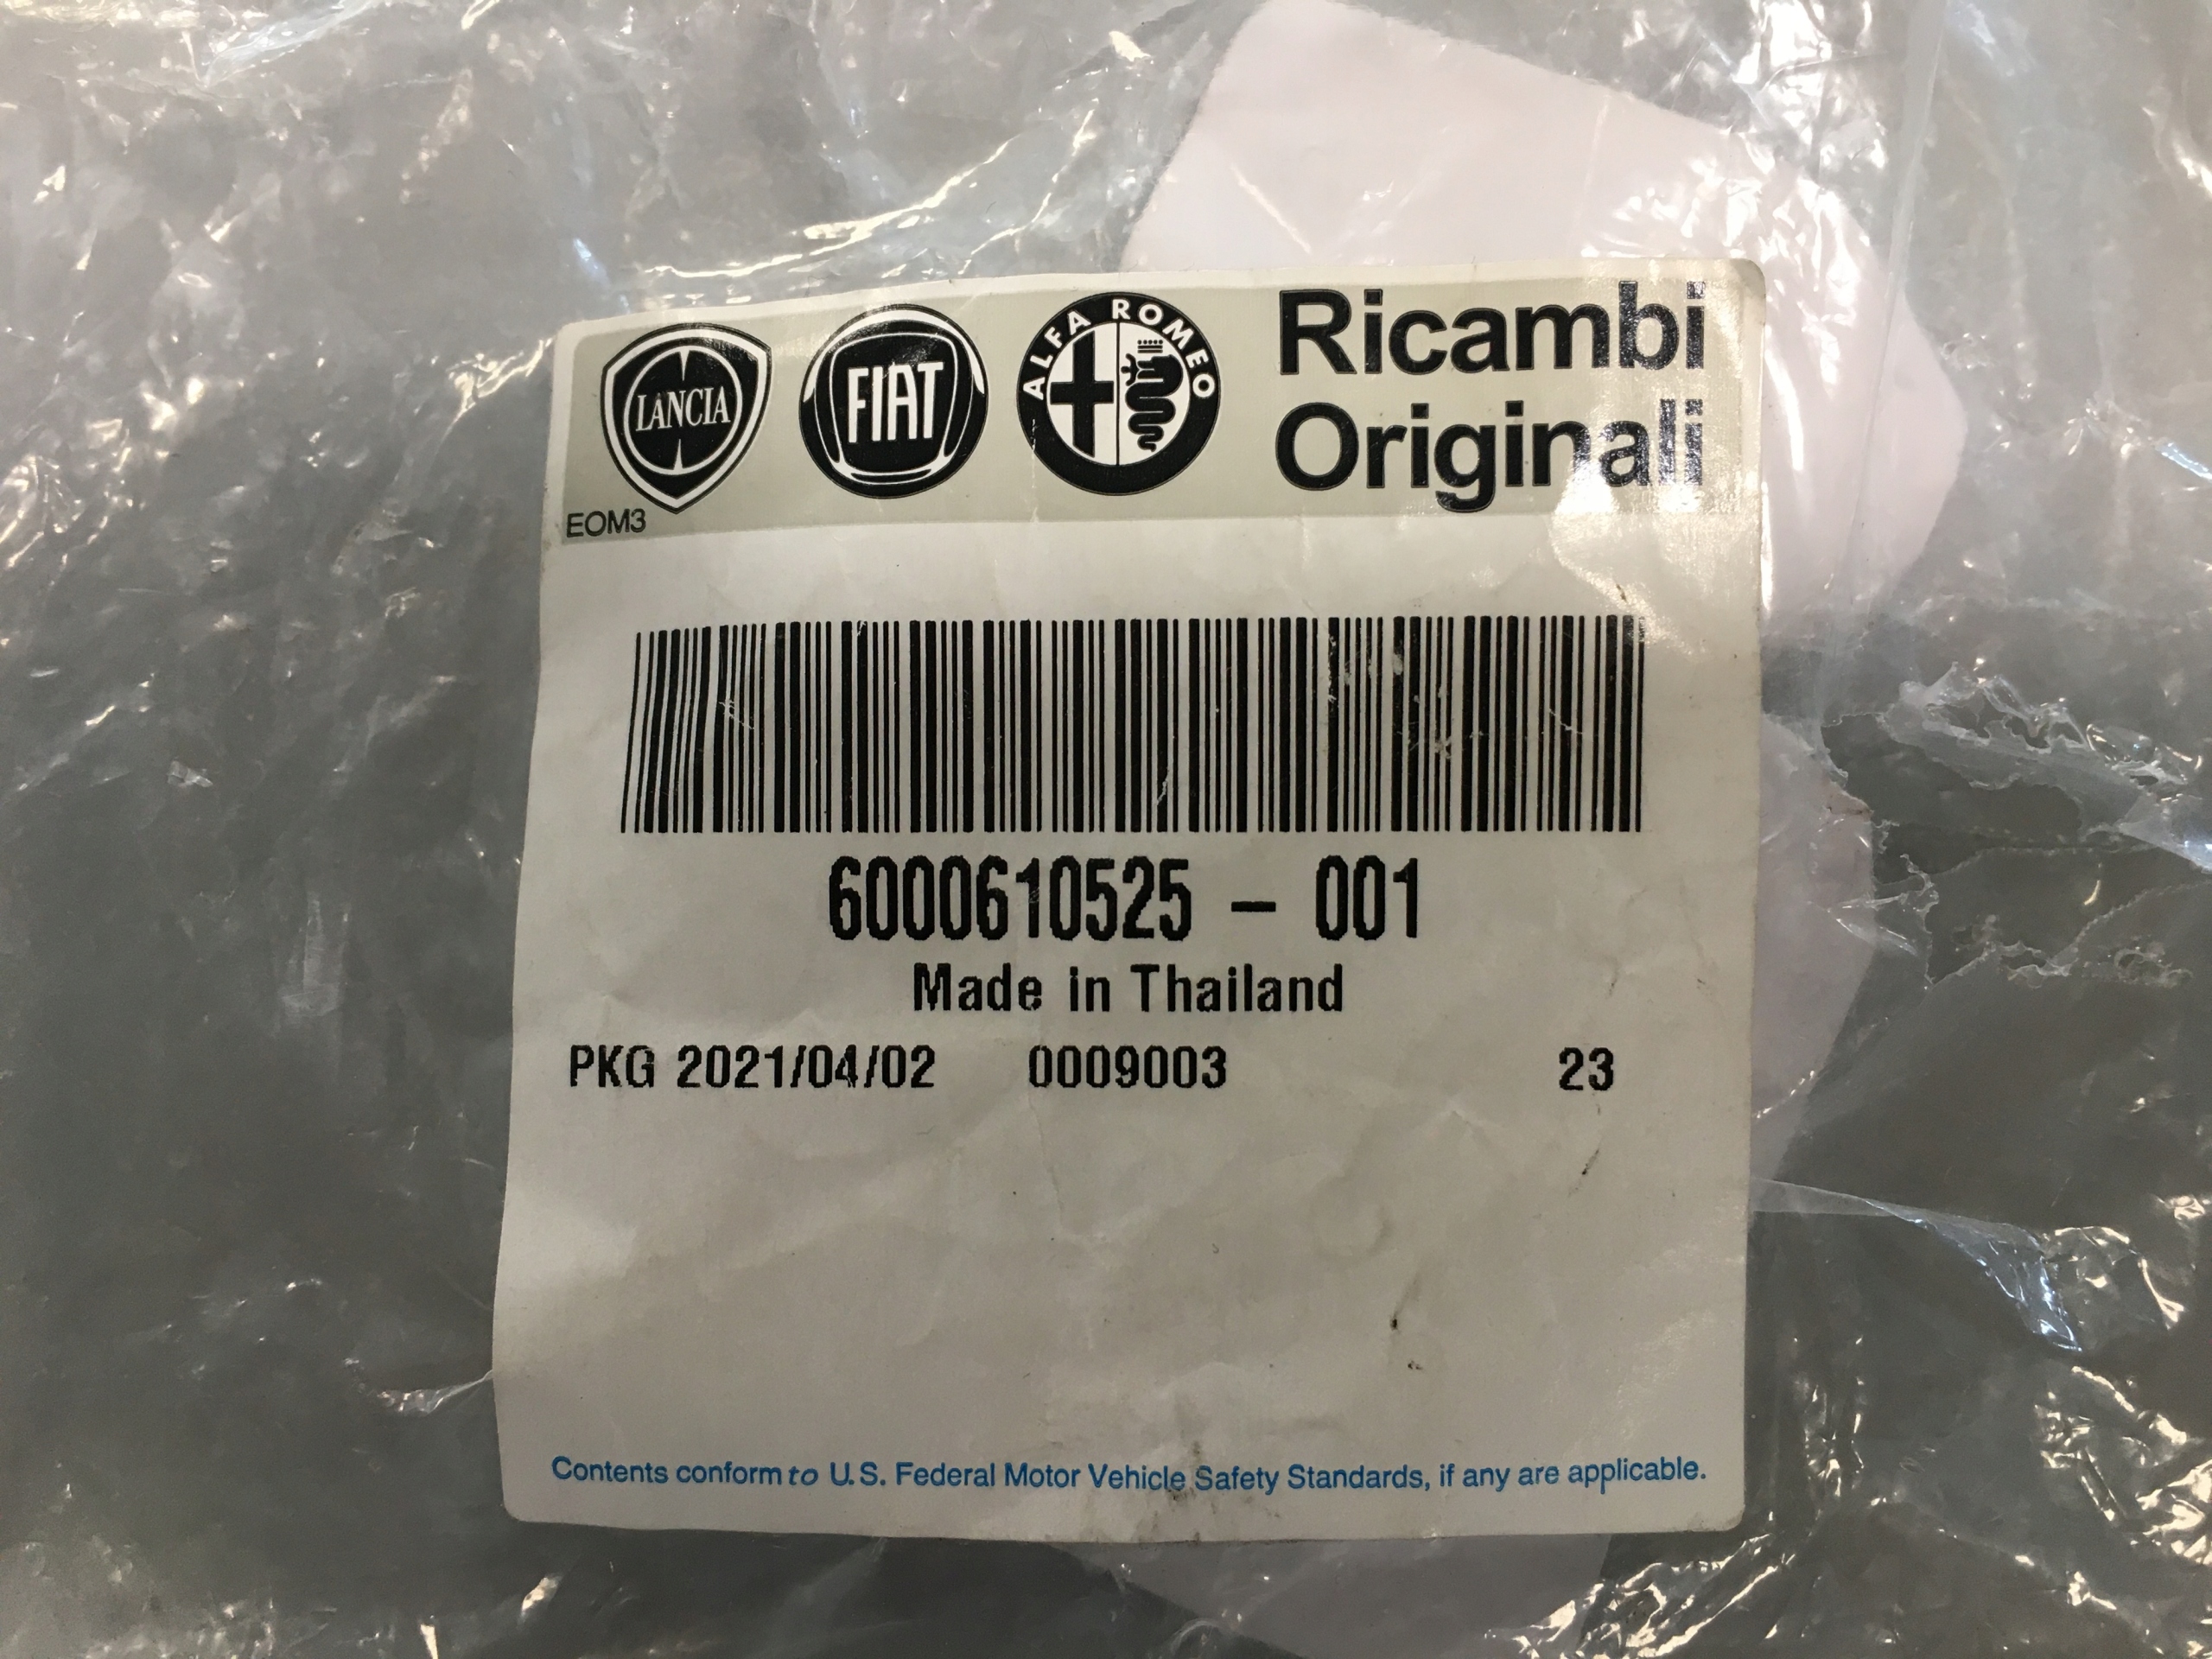 LANCIA
FIAT
ALFA ROMEO
Ricambi
Originali
EOM3
6000610525 - 001
Made in Thailand
PKG 2021/04/02 0009003 23
Contents conform to U.S. Federal Motor Vehicle Safety Standards, if any are applicable.